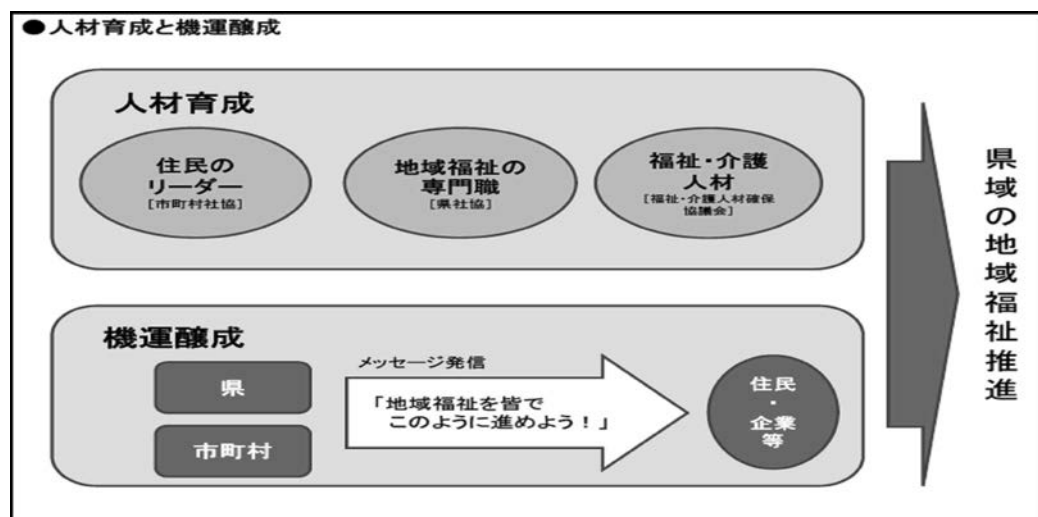 ●人材育成と機運醸成
人材育成
住民の
リーダー
[市町村社協]
地域福祉の
専門職
[県社協]
福祉・介護
人材
[福祉・介護人材確保
協議会]
機運醸成
県
市町村
メッセージ発信
「地域福祉を皆で
このように進めよう！」
住民
・
企業
等
県域の地域福祉推進